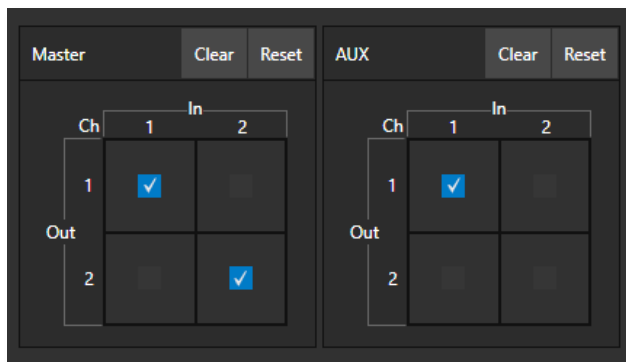 Master Clear Reset
In
Ch 1 2
1
Out
2
AUX Clear Reset
In
Ch 1 2
1
Out
2